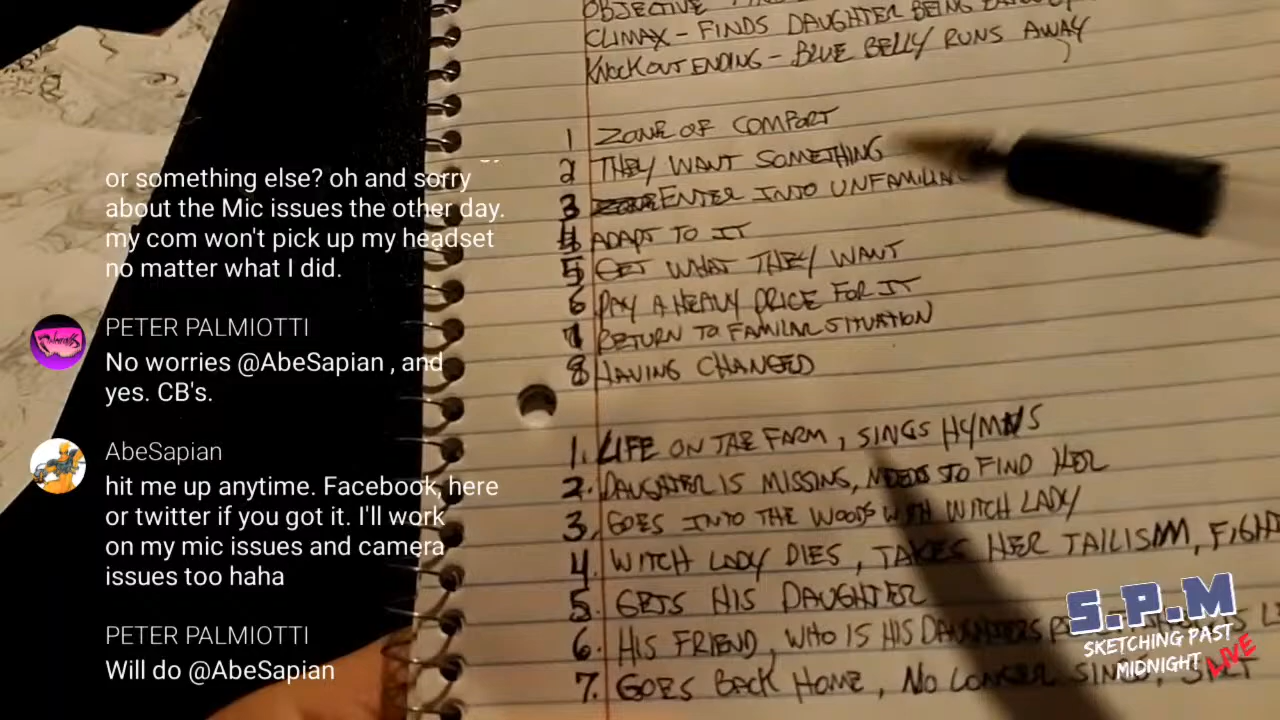 or something else? oh and sorry
about the Mic issues the other day.
my com won't pick up my headset
no matter what I did.
PETER PALMIOTTI
No worries @AbeSapian , and
yes. CB's.
AbeSapian
hit me up anytime. Facebook, here
or twitter if you got it. I'll work
on my mic issues and camera
issues too haha
PETER PALMIOTTI
Will do @AbeSapian
OBJECTIVE
CLIMAX - FINDS DAUGHTER BEING
KNOCKOUT ENDING - BLUE BELLY RUNS AWAY
1 ZONE OF COMFORT
2 THEY WANT SOMETHING
3 ENTER INTO UNFAMILIAR
4 ADAPT TO IT
5 GET WHAT THEY WANT
6 PAY A HEAVY PRICE FOR IT
7 RETURN TO FAMILAR SITUATION
8 HAVING CHANGED
1. LIFE ON THE FARM, SINGS HYMNS
2. DAUGHTER IS MISSING, NEEDS TO FIND HER
3. GOES INTO THE WOODS WITH WITCH LADY
4. WITCH LADY DIES, TAKES HER TAILISIM, FIGHT
5. GETS HIS DAUGHTER
6. HIS FRIEND, WHO IS HIS DAUGHTERS
7. GOES BACK HOME, NO LONGER SINGS,
S.P.M
SKETCHING PAST
MIDNIGHT LIVE